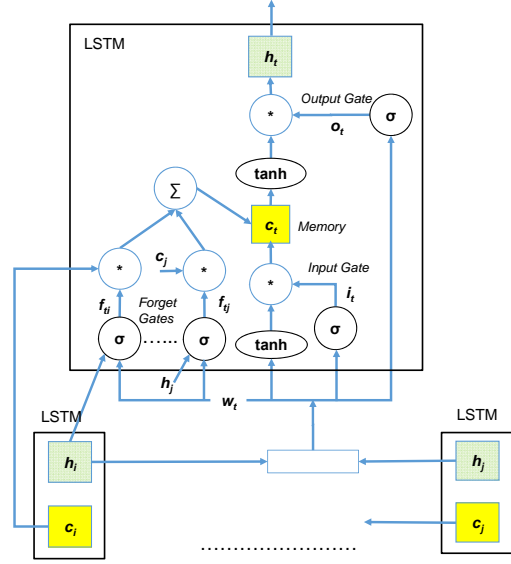 LSTM
h_t
Output Gate
*
o_t
σ
tanh
Σ
c_t
Memory
c_j
*
*
*
Input Gate
f_ti
Forget
Gates
f_tj
i_t
σ
......
σ
tanh
σ
h_j
w_t
LSTM
LSTM
h_i
h_j
c_i
c_j
..........................